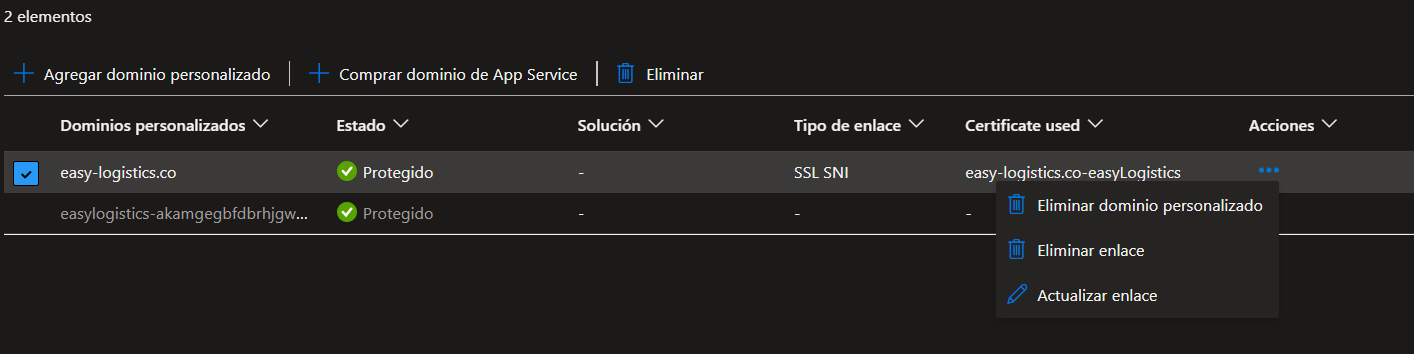 2 elementos
Agregar dominio personalizado Comprar dominio de App Service Eliminar
Dominios personalizados Estado Solución Tipo de enlace Certificate used Acciones
easy-logistics.co Protegido - SSL SNI easy-logistics.co-easyLogistics
easylogistics-akamgegbfdbrhjgw... Protegido - - -
Eliminar dominio personalizado
Eliminar enlace
Actualizar enlace